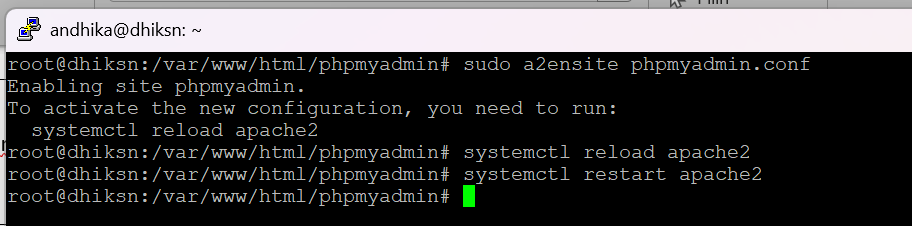 andhika@dhiksn: ~
root@dhiksn:/var/www/html/phpmyadmin# sudo a2ensite phpmyadmin.conf
Enabling site phpmyadmin.
To activate the new configuration, you need to run:
  systemctl reload apache2
root@dhiksn:/var/www/html/phpmyadmin# systemctl reload apache2
root@dhiksn:/var/www/html/phpmyadmin# systemctl restart apache2
root@dhiksn:/var/www/html/phpmyadmin#